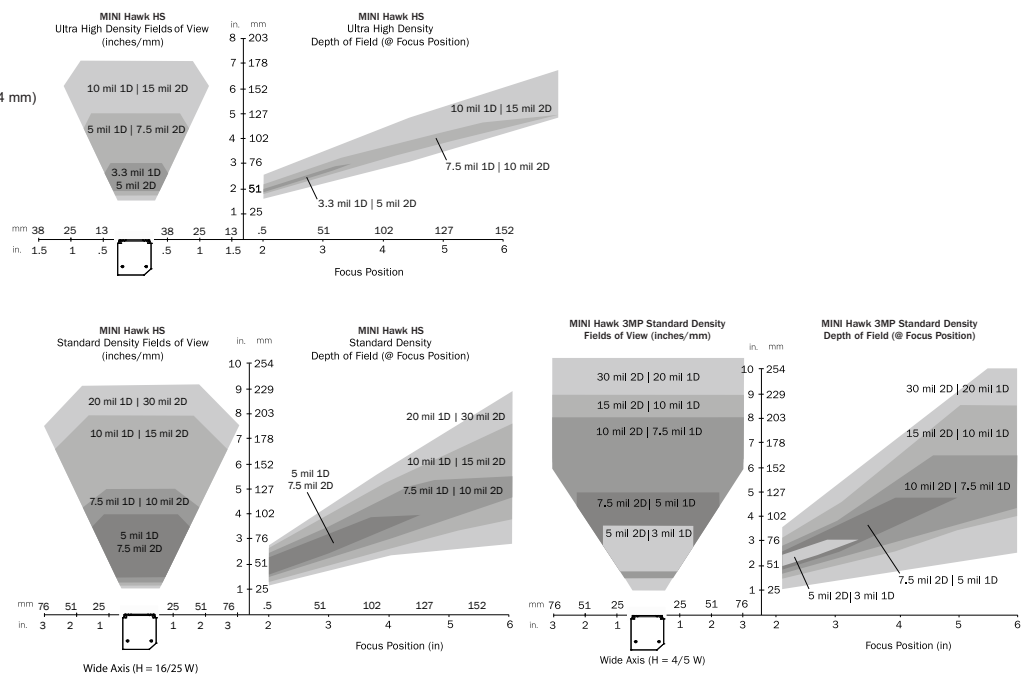 4 mm)
MINI Hawk HS
Ultra High Density Fields of View
(inches/mm)
10 mil 1D | 15 mil 2D
5 mil 1D | 7.5 mil 2D
3.3 mil 1D
5 mil 2D
mm 38 25 13 38 25 13
in. 1.5 1 .5 .5 1 1.5
in. mm
8 203
7 178
6 152
5 127
4 102
3 76
2 51
1 25
MINI Hawk HS
Ultra High Density
Depth of Field (@ Focus Position)
10 mil 1D | 15 mil 2D
7.5 mil 1D | 10 mil 2D
3.3 mil 1D | 5 mil 2D
.5 51 102 127 152
2 3 4 5 6
Focus Position
MINI Hawk HS
Standard Density Fields of View
(inches/mm)
20 mil 1D | 30 mil 2D
10 mil 1D | 15 mil 2D
7.5 mil 1D | 10 mil 2D
5 mil 1D
7.5 mil 2D
mm 76 51 25 25 51 76
in. 3 2 1 1 2 3
Wide Axis (H = 16/25 W)
in. mm
10 254
9 229
8 203
7 178
6 152
5 127
4 102
3 76
2 51
1 25
MINI Hawk HS
Standard Density
Depth of Field (@ Focus Position)
20 mil 1D | 30 mil 2D
10 mil 1D | 15 mil 2D
7.5 mil 1D | 10 mil 2D
5 mil 1D
7.5 mil 2D
.5 51 102 127 152
2 3 4 5 6
Focus Position (in)
MINI Hawk 3MP Standard Density
Fields of View (inches/mm)
30 mil 2D | 20 mil 1D
15 mil 2D | 10 mil 1D
10 mil 2D | 7.5 mil 1D
7.5 mil 2D | 5 mil 1D
5 mil 2D | 3 mil 1D
mm 76 51 25 25 51 76
in. 3 2 1 1 2 3
Wide Axis (H = 4/5 W)
in. mm
10 254
9 229
8 203
7 178
6 152
5 127
4 102
3 76
2 51
1 25
MINI Hawk 3MP Standard Density
Depth of Field (@ Focus Position)
30 mil 2D | 20 mil 1D
15 mil 2D | 10 mil 1D
10 mil 2D | 7.5 mil 1D
7.5 mil 2D | 5 mil 1D
5 mil 2D | 3 mil 1D
2 3 4 5 6
Focus Position (in)